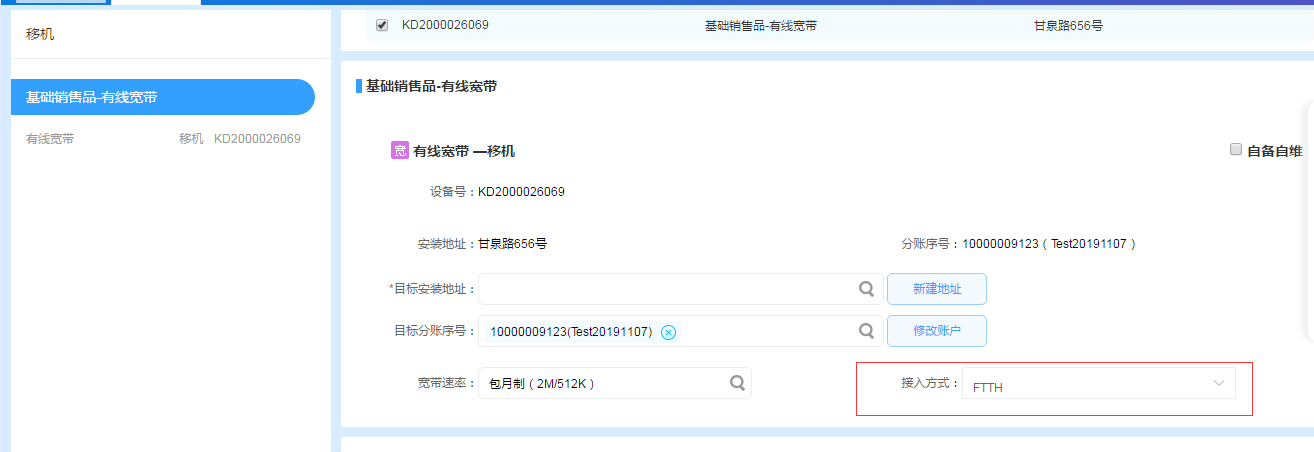 移机
基础销售品-有线宽带
有线宽带 移机 KD2000026069
KD2000026069 基础销售品-有线宽带 甘泉路656号
基础销售品-有线宽带
宽 有线宽带 —移机 自备自维
设备号：KD2000026069
安装地址：甘泉路656号 分账序号：10000009123（Test20191107）
*目标安装地址： 新建地址
目标分账序号：10000009123(Test20191107) 修改账户
宽带速率：包月制（2M/512K） 接入方式：FTTH